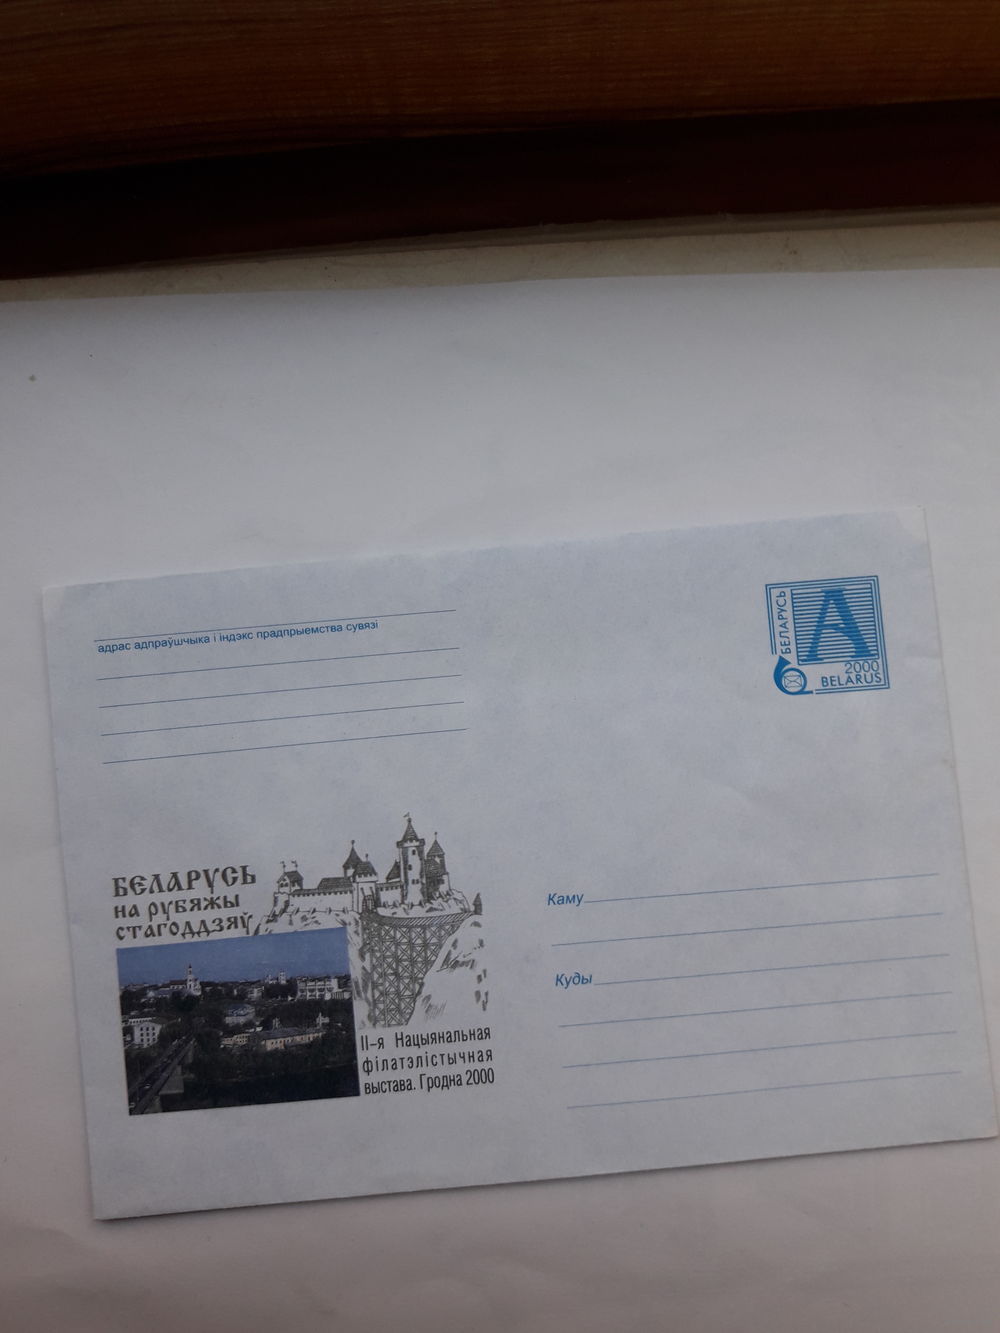 адрас адпраўшчыка і індэкс прадпрыемства сувязі
БЕЛАРУСЬ
А
2000
BELARUS
БЕЛАРУСЬ
на рубяжы
стагоддзяў
II-я Нацыянальная
філатэлістычная
выстава. Гродна 2000
Каму
Куды